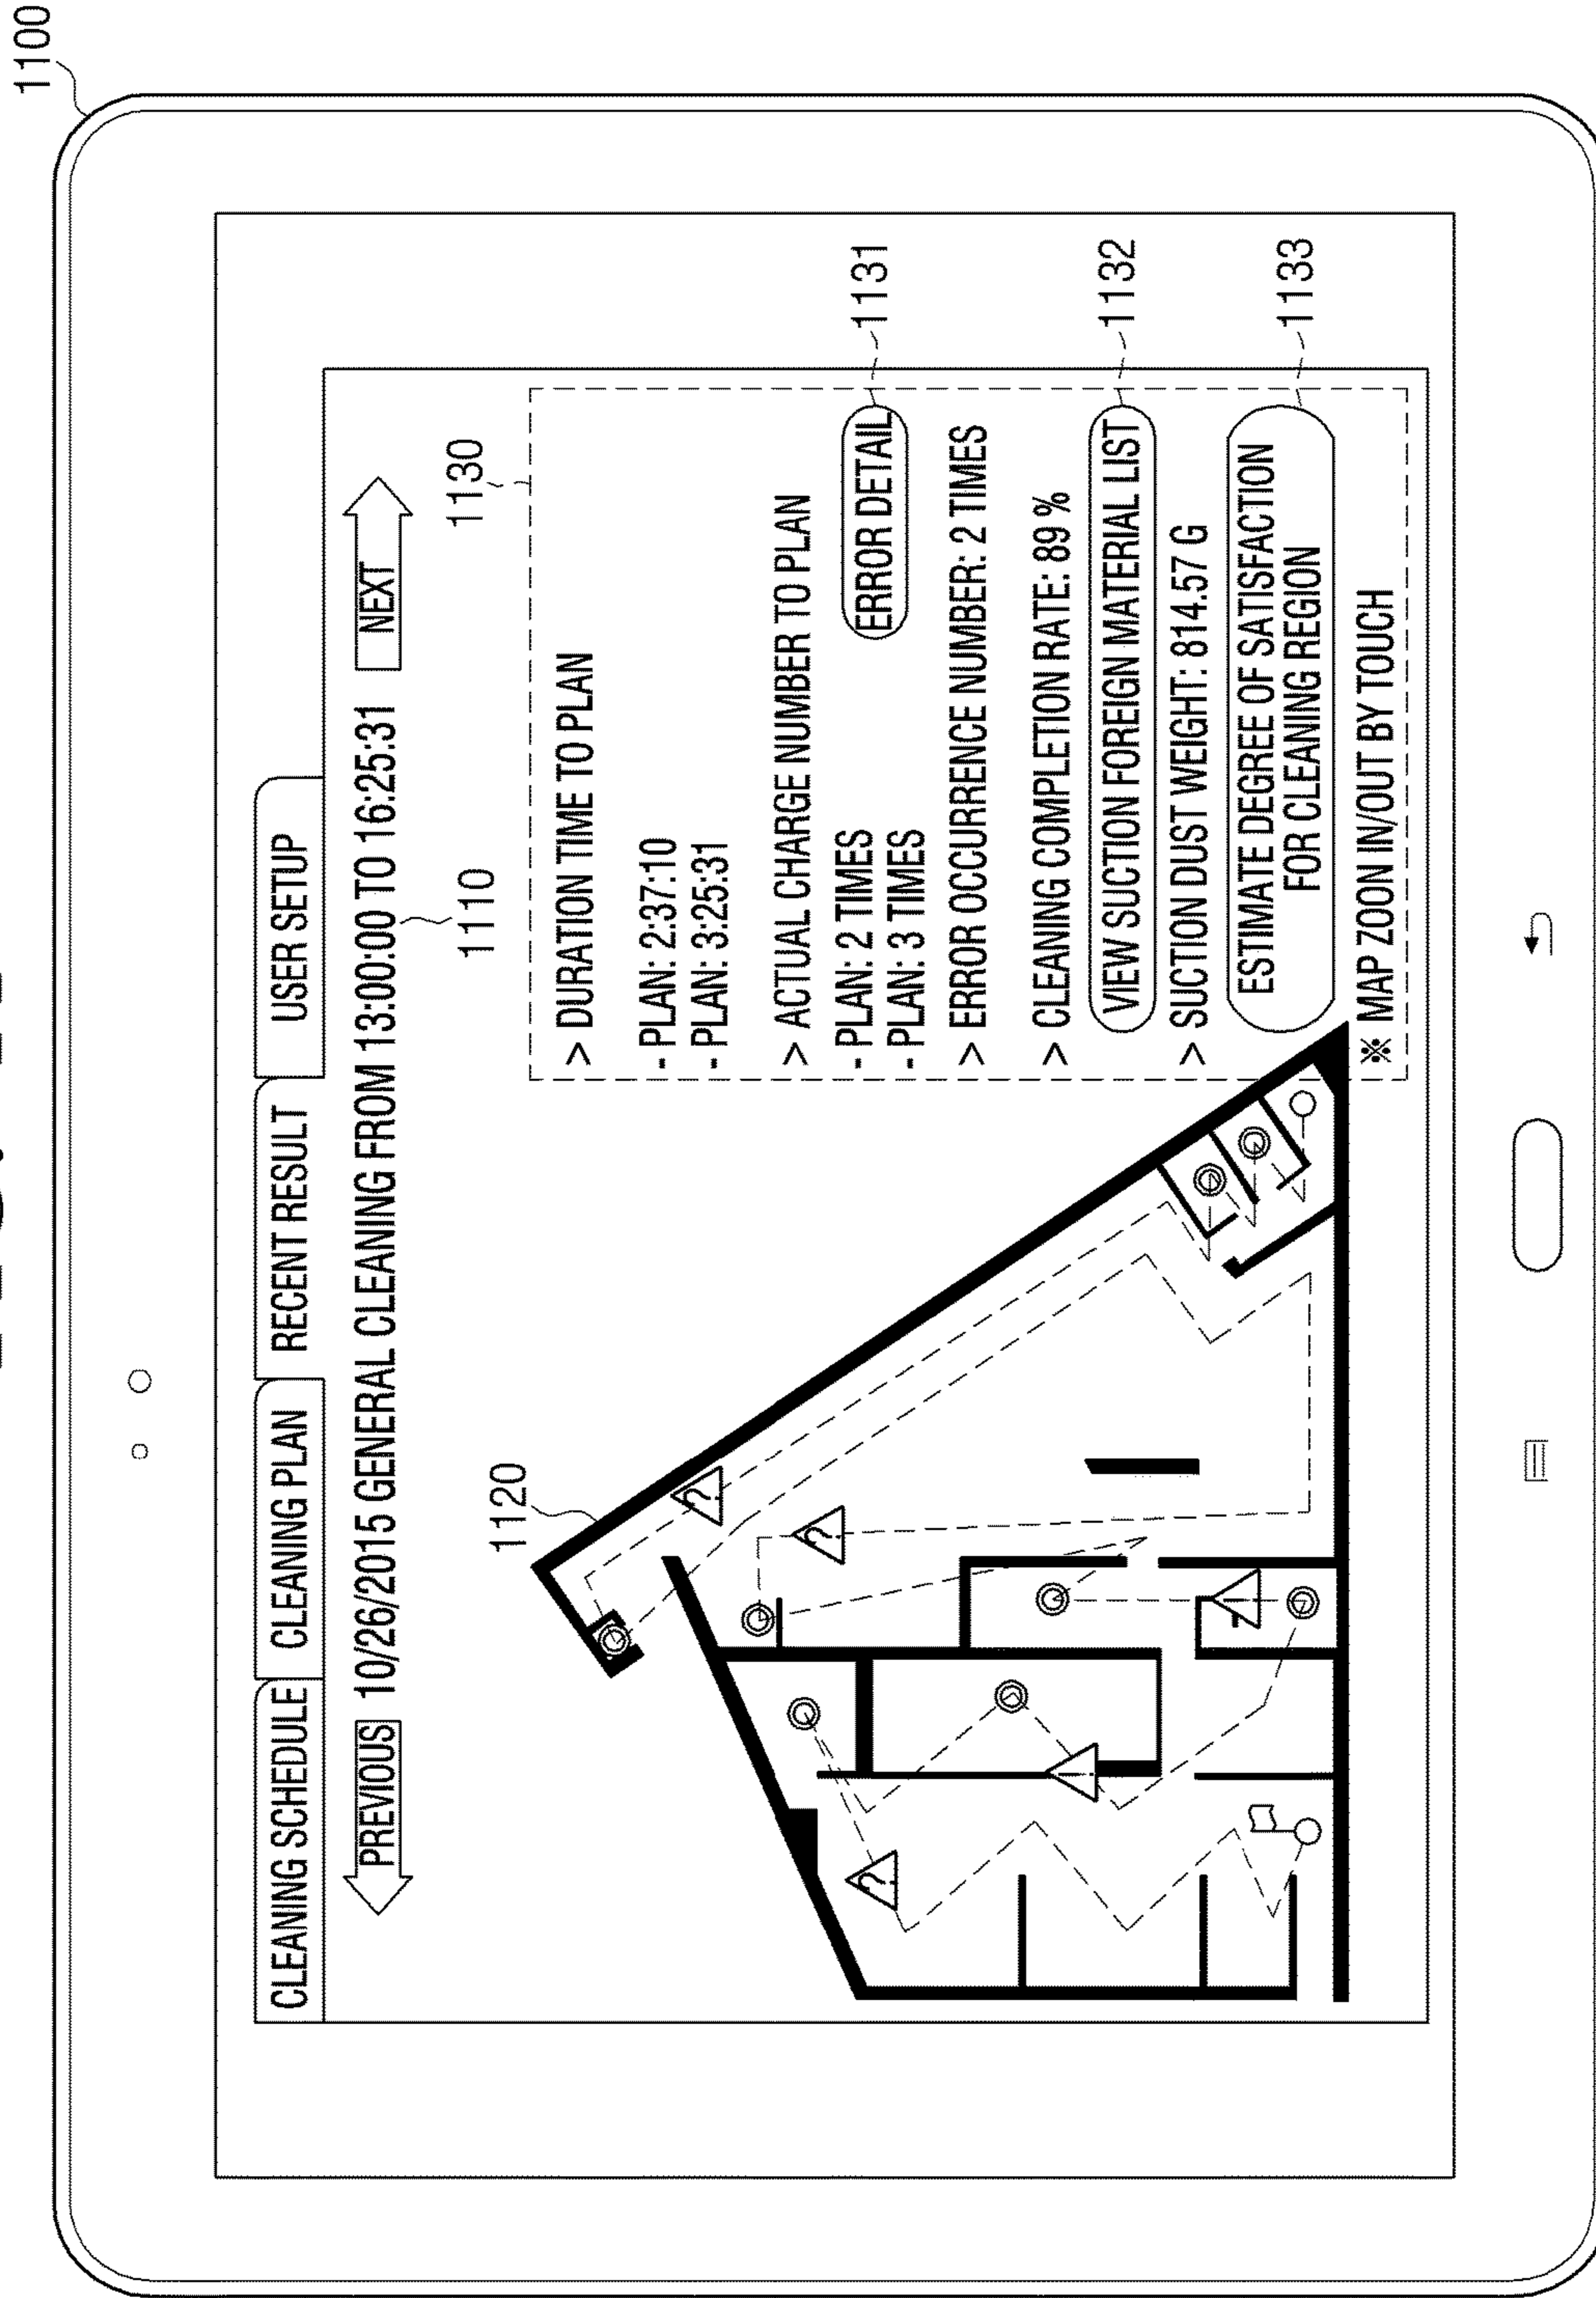 1100
CLEANING SCHEDULE
CLEANING PLAN
RECENT RESULT
USER SETUP
PREVIOUS
10/26/2015 GENERAL CLEANING FROM 13:00:00 TO 16:25:31
NEXT
1110
1120
1130
> DURATION TIME TO PLAN
- PLAN: 2:37:10
- PLAN: 3:25:31
> ACTUAL CHARGE NUMBER TO PLAN
- PLAN: 2 TIMES
ERROR DETAIL
1131
- PLAN: 3 TIMES
> ERROR OCCURRENCE NUMBER: 2 TIMES
> CLEANING COMPLETION RATE: 89 %
VIEW SUCTION FOREIGN MATERIAL LIST
1132
> SUCTION DUST WEIGHT: 814.57 G
ESTIMATE DEGREE OF SATISFACTION
FOR CLEANING REGION
1133
※ MAP ZOON IN/OUT BY TOUCH
?
?
?
!
!